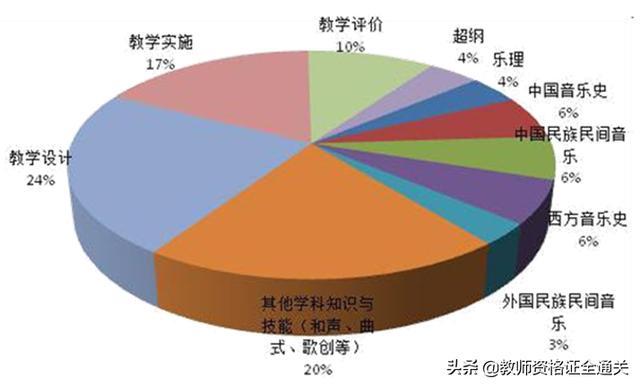 教学评价
10%
超纲
4%
乐理
4%
中国音乐史
6%
中国民族民间音
乐
6%
西方音乐史
6%
外国民族民间音
乐
3%
其他学科知识与
技能（和声、曲
式、歌创等）
20%
教学设计
24%
教学实施
17%
头条@教师资格证全通关